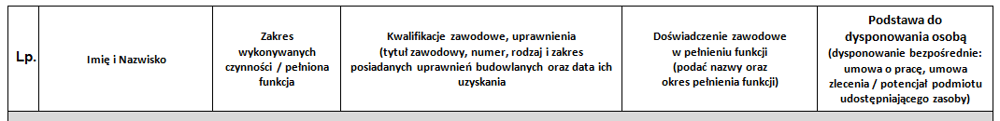 Lp.
Imię i Nazwisko
Zakres
wykonywanych
czynności / pełniona
funkcja
Kwalifikacje zawodowe, uprawnienia
(tytuł zawodowy, numer, rodzaj i zakres
posiadanych uprawnień budowlanych oraz data ich
uzyskania
Doświadczenie zawodowe
w pełnieniu funkcji
(podać nazwy oraz
okres pełnienia funkcji)
Podstawa do
dysponowania osobą
(dysponowanie bezpośrednie:
umowa o pracę, umowa
zlecenia / potencjał podmiotu
udostępniającego zasoby)